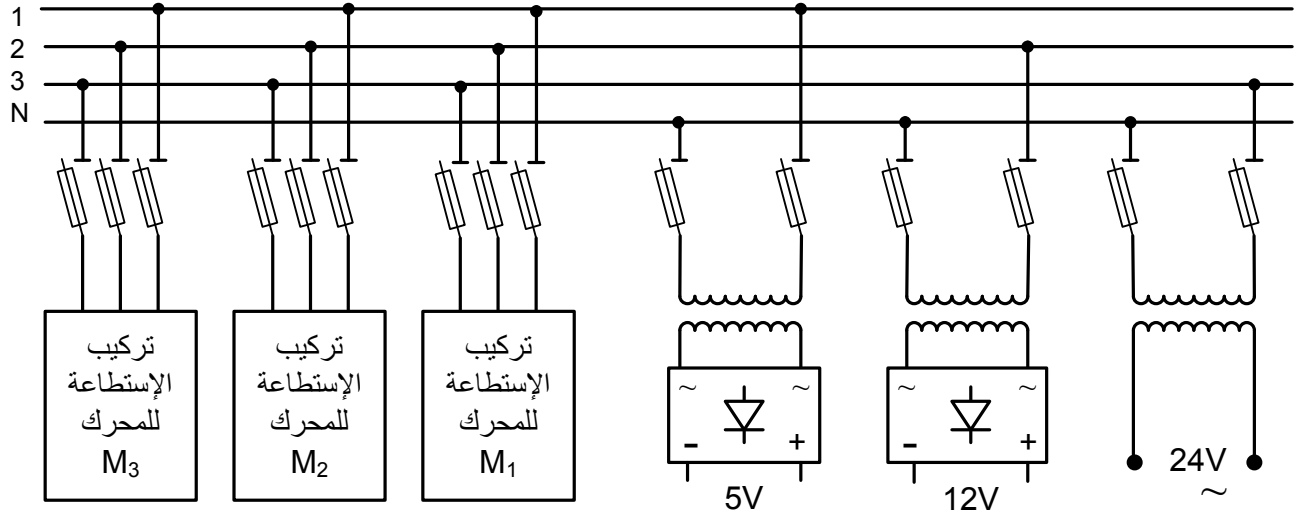 1
2
3
N
تركيب
الإستطاعة
للمحرك
M₃
تركيب
الإستطاعة
للمحرك
M₂
تركيب
الإستطاعة
للمحرك
M₁
~ ~
- +
5V
~ ~
- +
12V
24V
~